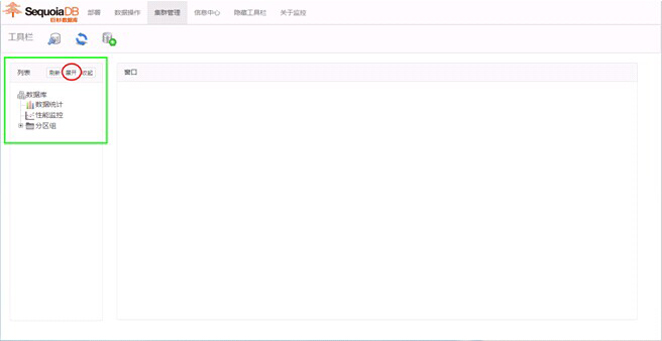 SequoiaDB
巨杉数据库
部署 数据操作 集群管理 信息中心 隐藏工具栏 关于监控
工具栏
列表 刷新 展开 收起 窗口
数据库
数据统计
性能监控
分区组